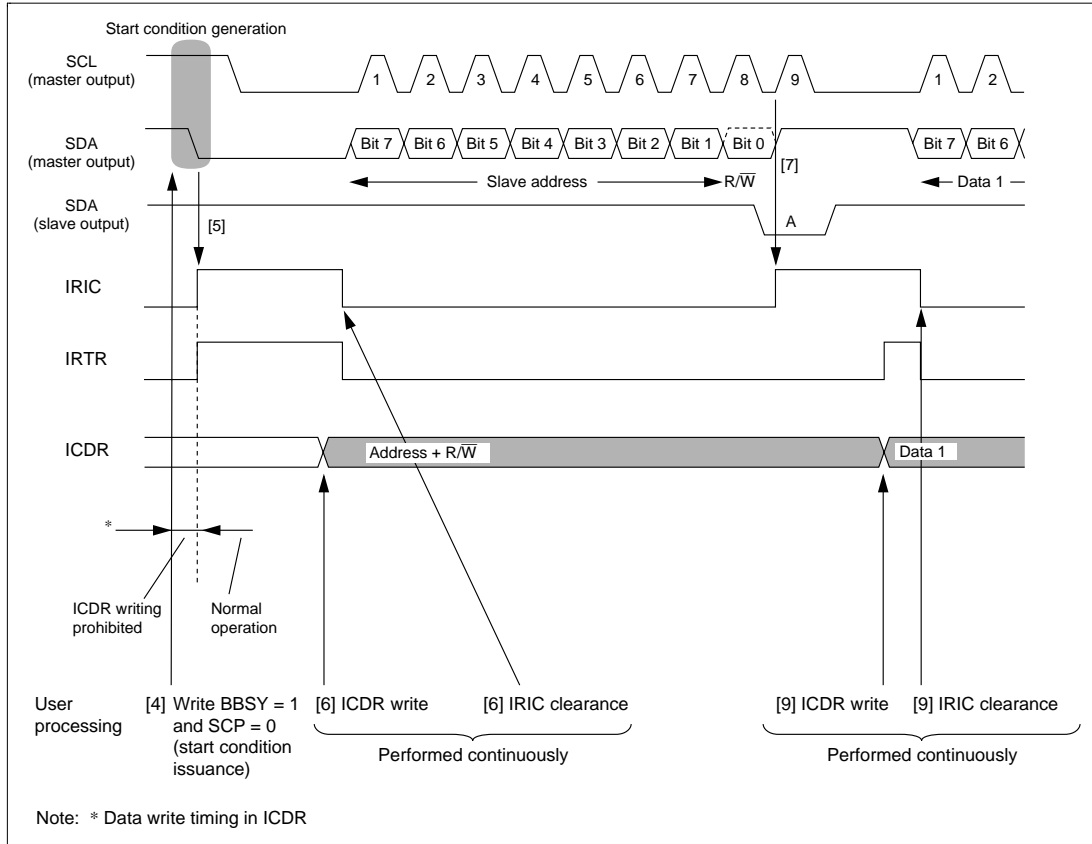 Start condition generation
SCL
(master output)
1 2 3 4 5 6 7 8 9 1 2
SDA
(master output)
Bit 7 Bit 6 Bit 5 Bit 4 Bit 3 Bit 2 Bit 1 Bit 0 Bit 7 Bit 6
[7]
Slave address R/W̅ Data 1
SDA
(slave output)
[5]
A
IRIC
IRTR
ICDR
Address + R/W̅ Data 1
*
ICDR writing
prohibited
Normal
operation
User
processing
[4] Write BBSY = 1
and SCP = 0
(start condition
issuance)
[6] ICDR write [6] IRIC clearance
Performed continuously
[9] ICDR write [9] IRIC clearance
Performed continuously
Note: * Data write timing in ICDR